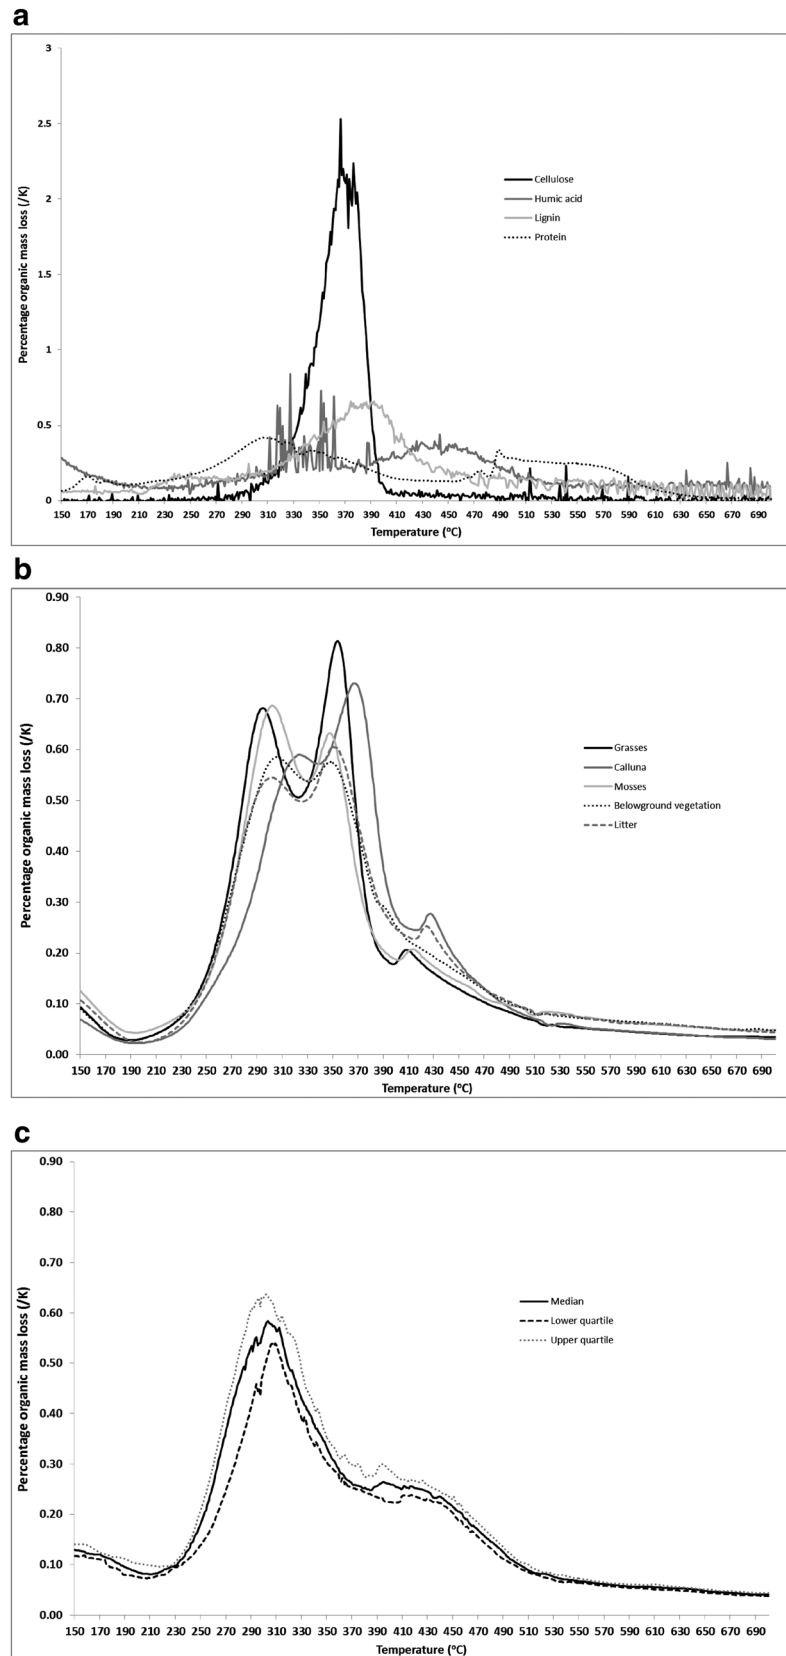 a
Percentage organic mass loss (/K)
3
2.5
2
1.5
1
0.5
0
Cellulose
Humic acid
Lignin
Protein
150 170 190 210 230 250 270 290 310 330 350 370 390 410 430 450 470 490 510 530 550 570 590 610 630 650 670 690
Temperature (°C)
b
Percentage organic mass loss (/K)
0.90
0.80
0.70
0.60
0.50
0.40
0.30
0.20
0.10
0.00
Grasses
Calluna
Mosses
Belowground vegetation
Litter
150 170 190 210 230 250 270 290 310 330 350 370 390 410 430 450 470 490 510 530 550 570 590 610 630 650 670 690
Temperature (°C)
c
Percentage organic mass loss (/K)
0.90
0.80
0.70
0.60
0.50
0.40
0.30
0.20
0.10
0.00
Median
Lower quartile
Upper quartile
150 170 190 210 230 250 270 290 310 330 350 370 390 410 430 450 470 490 510 530 550 570 590 610 630 650 670 690
Temperature (°C)